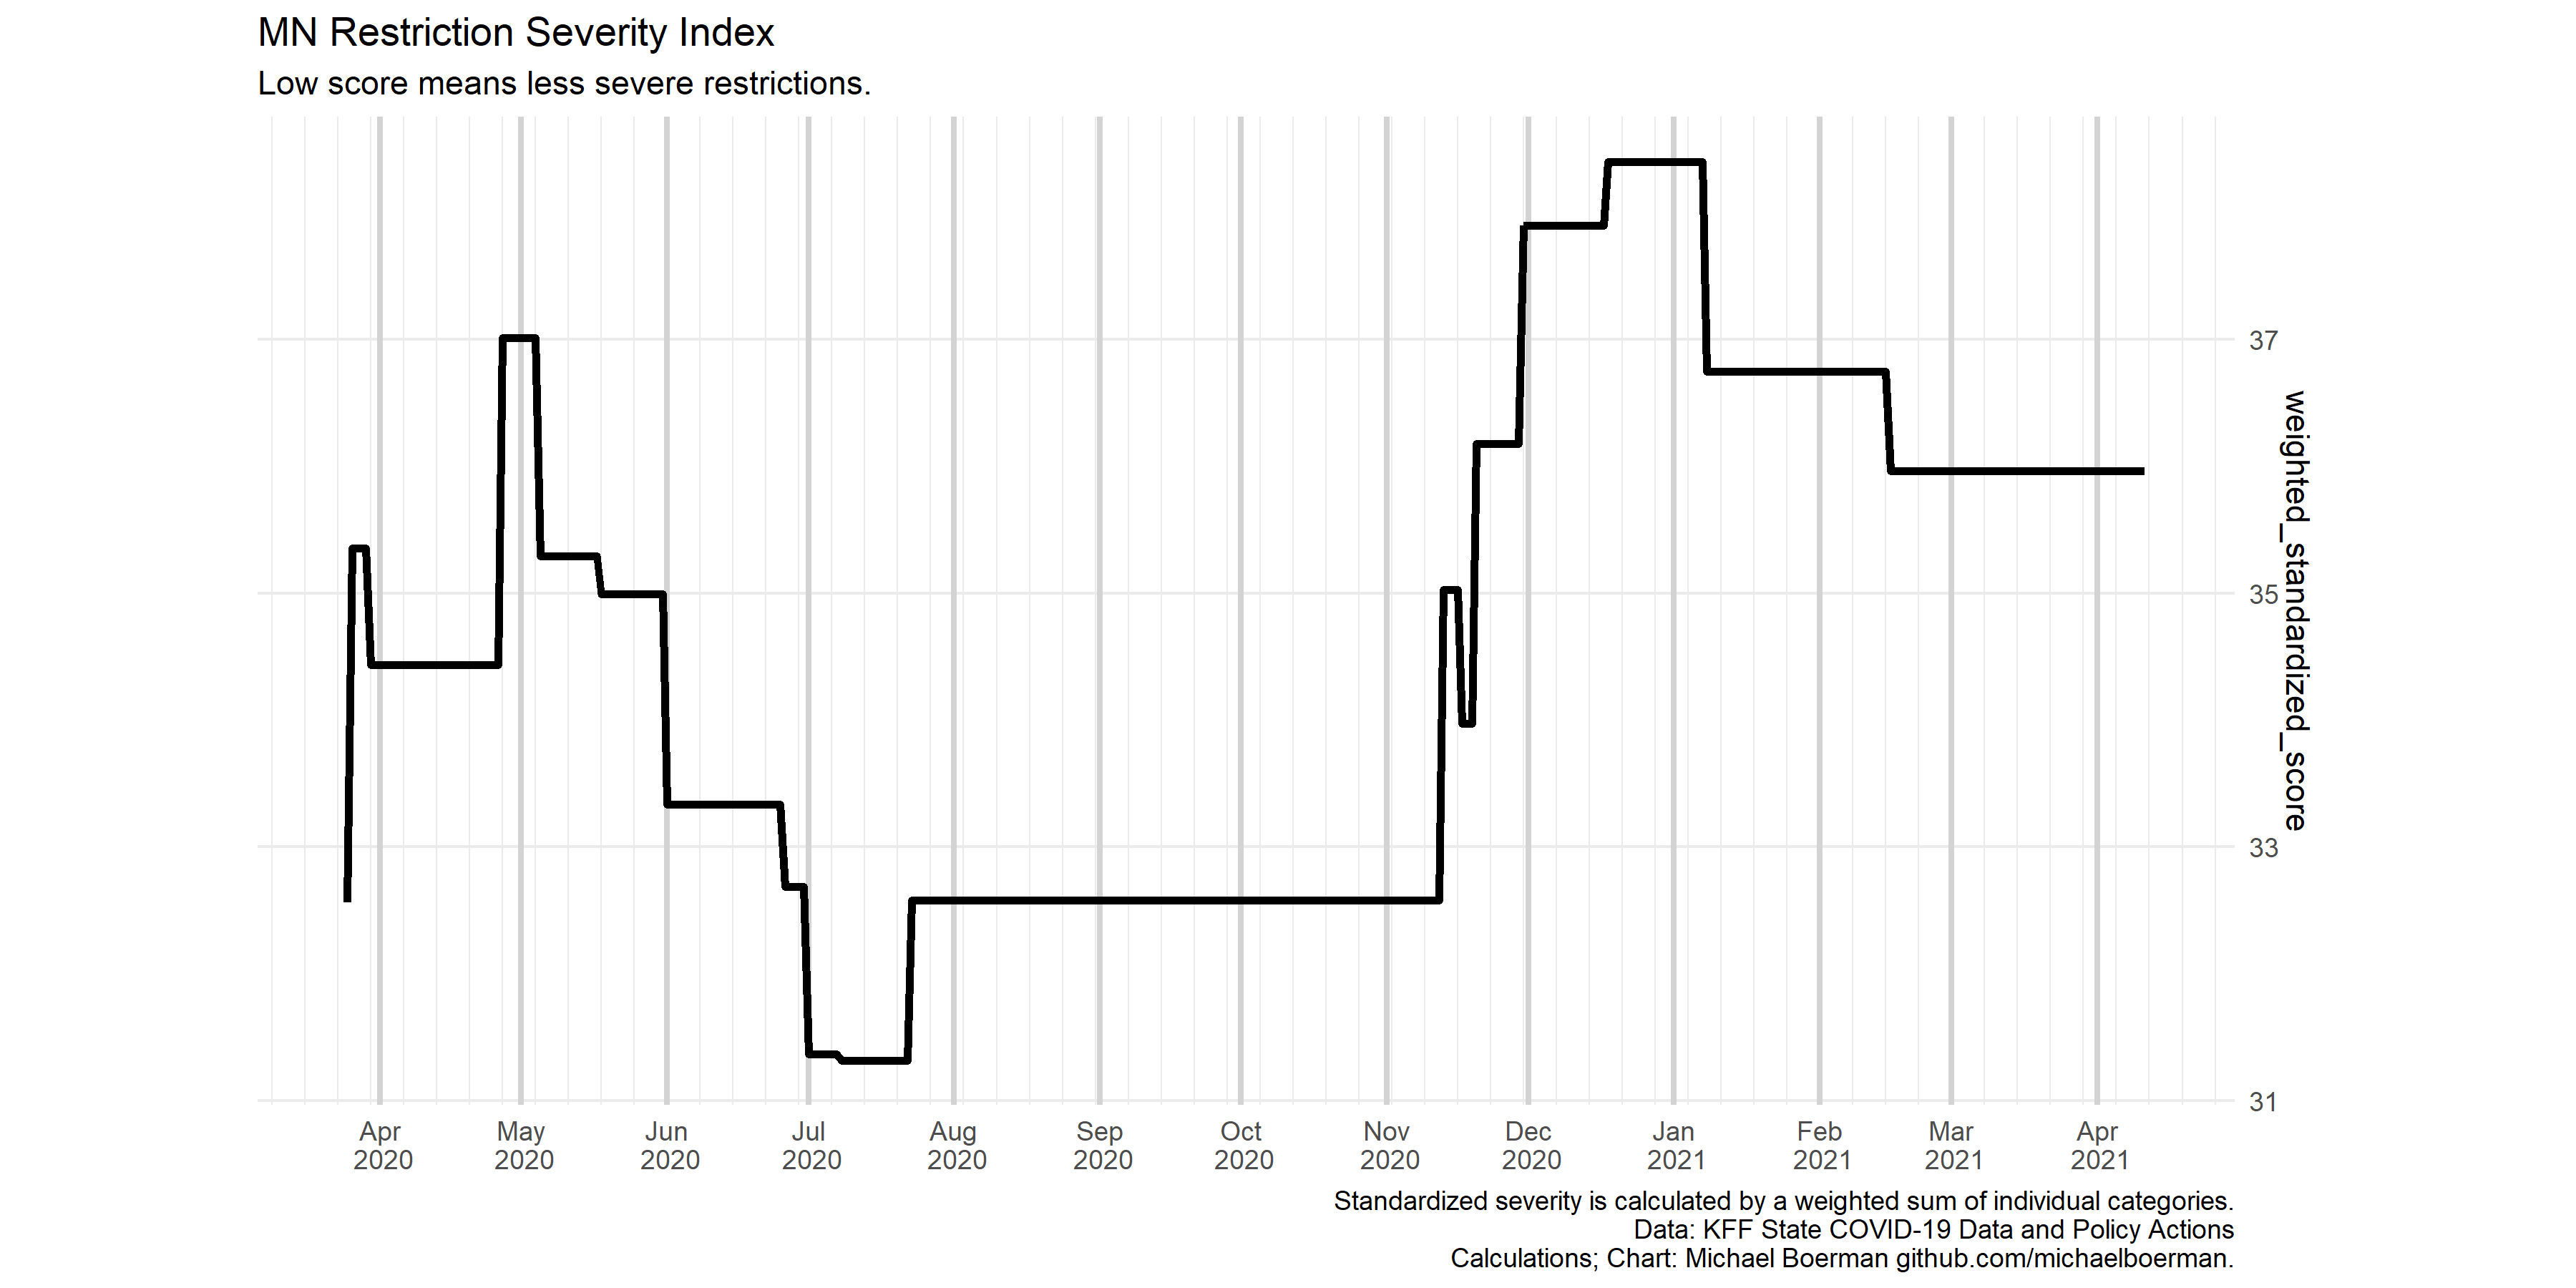 MN Restriction Severity Index
Low score means less severe restrictions.
37
35
33
31
weighted_standardized_score
Apr
2020
May
2020
Jun
2020
Jul
2020
Aug
2020
Sep
2020
Oct
2020
Nov
2020
Dec
2020
Jan
2021
Feb
2021
Mar
2021
Apr
2021
Standardized severity is calculated by a weighted sum of individual categories.
Data: KFF State COVID-19 Data and Policy Actions
Calculations; Chart: Michael Boerman github.com/michaelboerman.